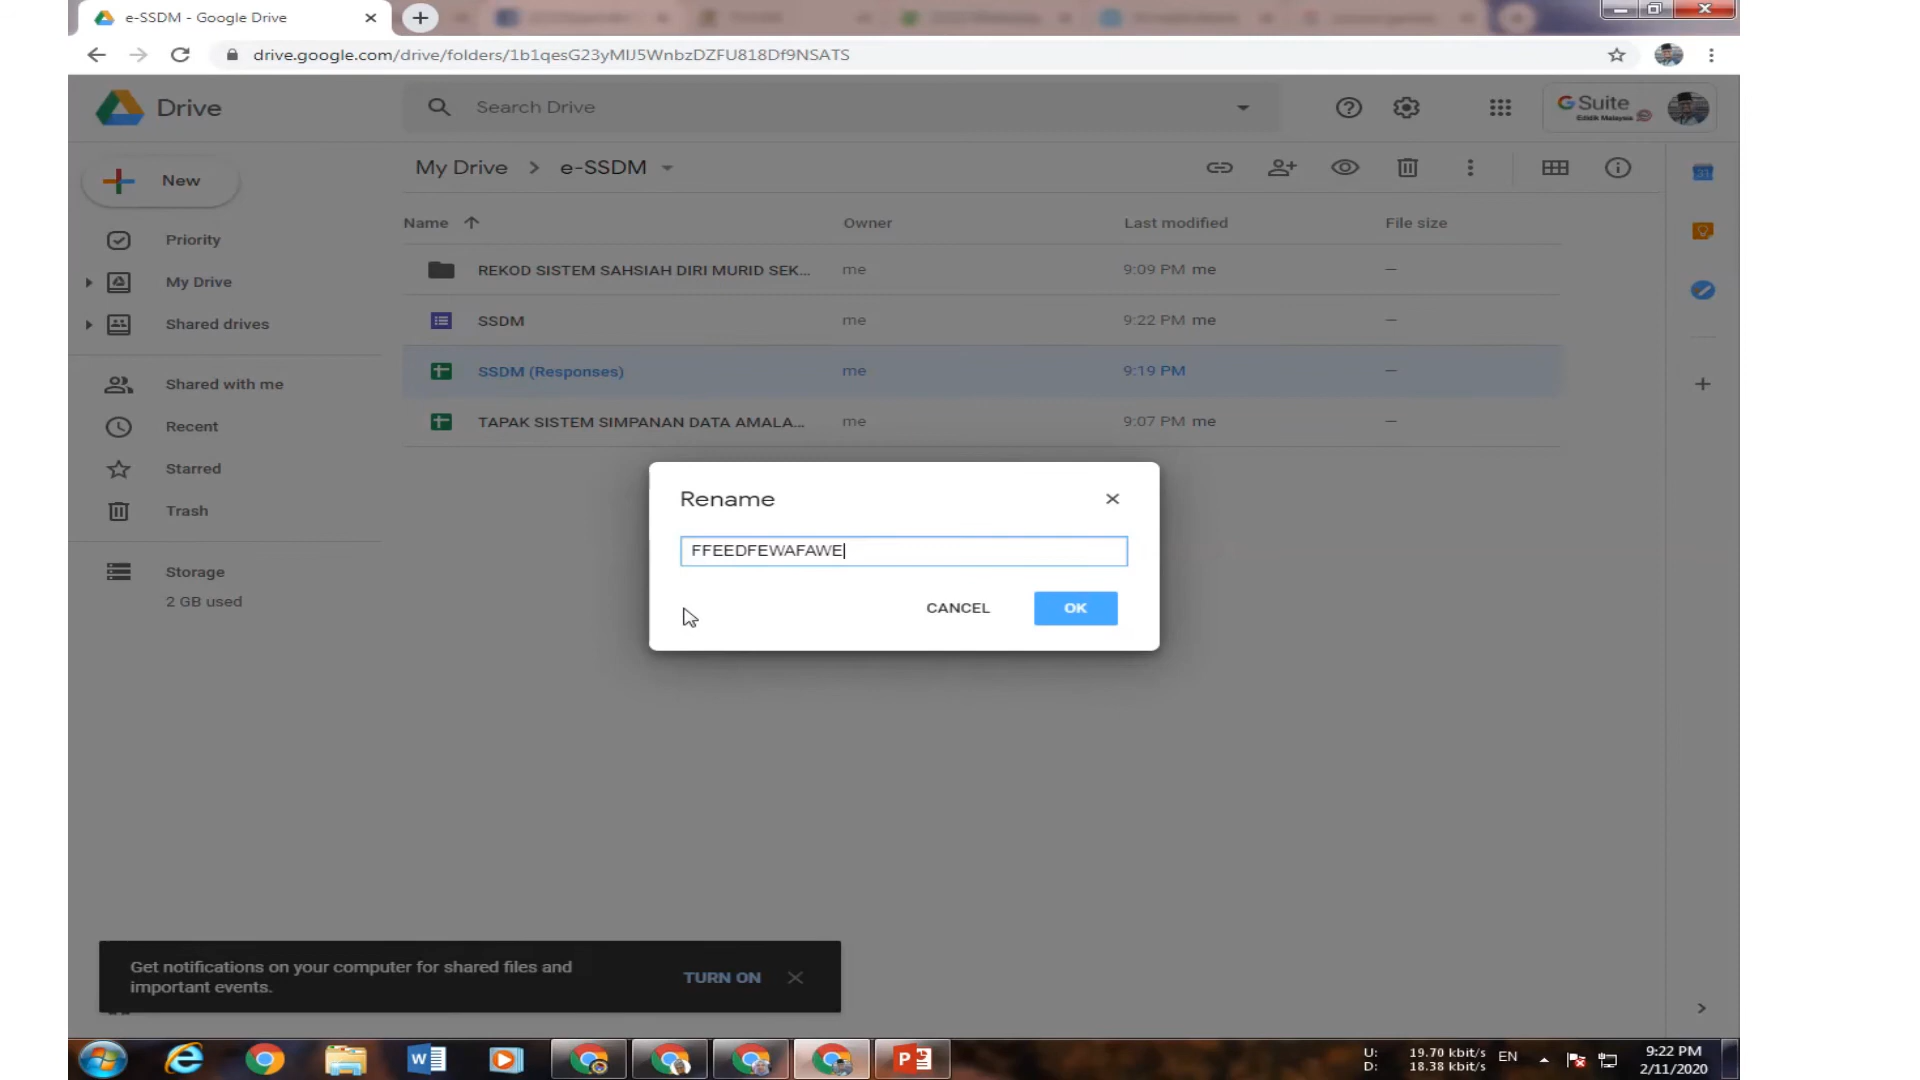 e-SSDM - Google Drive
drive.google.com/drive/folders/1b1qesG23yMIJ5WnbzDZFU818Df9NSATS
Drive
Search Drive
G Suite
Edidik Malaysia
New
My Drive > e-SSDM
Name
Owner
Last modified
File size
Priority
My Drive
Shared drives
Shared with me
Recent
Starred
Trash
Storage
2 GB used
REKOD SISTEM SAHSIAH DIRI MURID SEK... me 9:09 PM me —
SSDM me 9:22 PM me —
SSDM (Responses) me 9:19 PM —
TAPAK SISTEM SIMPANAN DATA AMALA... me 9:07 PM me —
31
Rename
FFEEDFEWAFAWE
CANCEL
OK
Get notifications on your computer for shared files and
important events.
TURN ON
U: 19.70 kbit/s
D: 18.38 kbit/s
EN
9:22 PM
2/11/2020